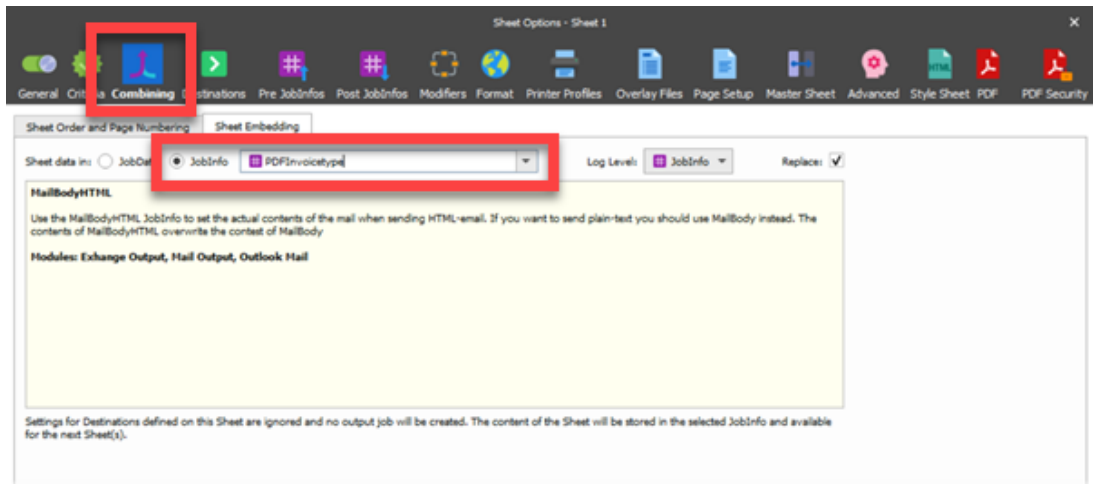 Sheet Options - Sheet 1
General Criteria Combining Destinations Pre JobInfos Post JobInfos Modifiers Format Printer Profiles Overlay Files Page Setup Master Sheet Advanced Style Sheet PDF PDF Security
HTML
Sheet Order and Page Numbering Sheet Embedding
Sheet data in: JobData JobInfo PDFInvoicetype Log Level: JobInfo Replace:
MailBodyHTML
Use the MailBodyHTML JobInfo to set the actual contents of the mail when sending HTML-email. If you want to send plain-text you should use MailBody instead. The
contents of MailBodyHTML overwrite the contest of MailBody
Modules: Exhange Output, Mail Output, Outlook Mail
Settings for Destinations defined on this Sheet are ignored and no output job will be created. The content of the Sheet will be stored in the selected JobInfo and available
for the next Sheet(s).